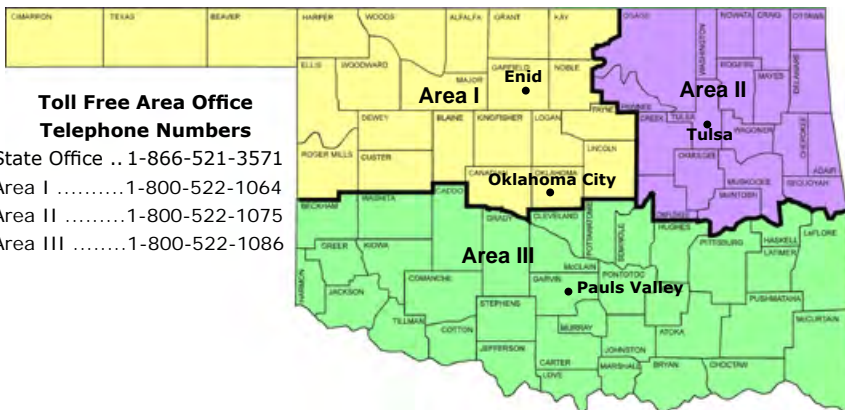 CIMARRON
TEXAS
BEAVER
HARPER
WOODS
ALFALFA
GRANT
KAY
OSAGE
NOWATA
CRAIG
OTTAWA
WASHINGTON
ELLIS
WOODWARD
MAJOR
GARFIELD
NOBLE
ROGERS
MAYES
DELAWARE
Enid
Area I
Area II
PAWNEE
PAYNE
Toll Free Area Office
Telephone Numbers
DEWEY
BLAINE
KINGFISHER
LOGAN
CREEK
TULSA
Tulsa
WAGONER
CHEROKEE
State Office .. 1-866-521-3571
ROGER MILLS
CUSTER
LINCOLN
OKMULGEE
ADAIR
CANADIAN
OKLAHOMA
Oklahoma City
MUSKOGEE
SEQUOYAH
Area I ..........1-800-522-1064
WASHITA
CADDO
MCINTOSH
Area II .........1-800-522-1075
BECKHAM
GRADY
CLEVELAND
POTTAWATOMIE
SEMINOLE
OKFUSKEE
HUGHES
Area III ........1-800-522-1086
GREER
KIOWA
Area III
PITTSBURG
HASKELL
LeFLORE
LATIMER
McCLAIN
COMANCHE
GARVIN
PONTOTOC
HARMON
JACKSON
Pauls Valley
STEPHENS
PUSHMATAHA
McCURTAIN
TILLMAN
COTTON
MURRAY
ATOKA
JEFFERSON
JOHNSTON
CARTER
MARSHALL
BRYAN
CHOCTAW
LOVE